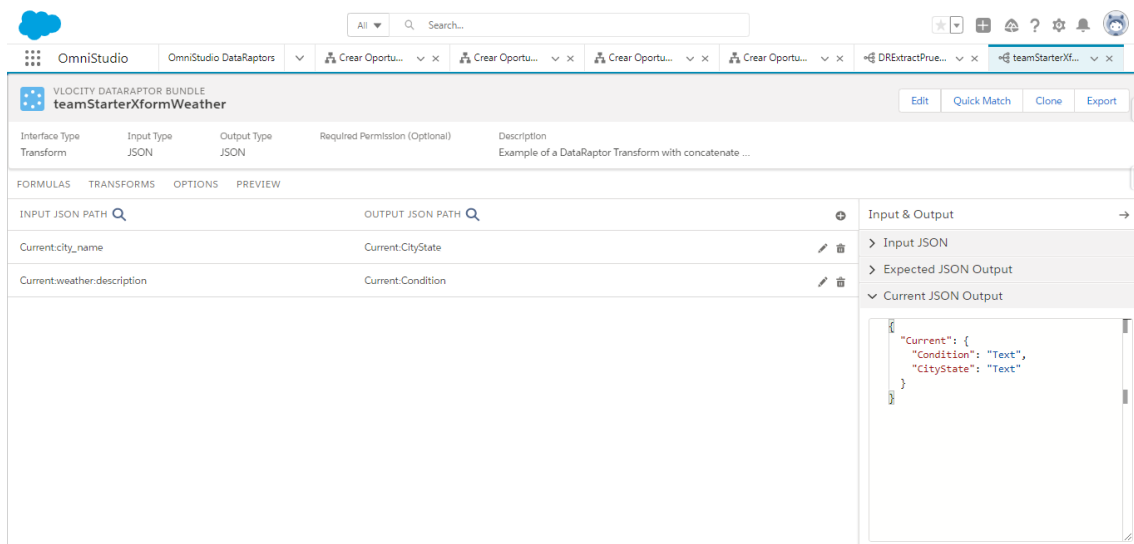 All
Search...
OmniStudio
OmniStudio DataRaptors
Crear Oportu...
Crear Oportu...
Crear Oportu...
Crear Oportu...
DRExtractPrue...
teamStarterXf...
VLOCITY DATARAPTOR BUNDLE
teamStarterXformWeather
Edit
Quick Match
Clone
Export
Interface Type
Input Type
Output Type
Required Permission (Optional)
Description
Transform
JSON
JSON
Example of a DataRaptor Transform with concatenate ...
FORMULAS
TRANSFORMS
OPTIONS
PREVIEW
INPUT JSON PATH
OUTPUT JSON PATH
Current:city_name
Current:CityState
Current:weather:description
Current:Condition
Input & Output
Input JSON
Expected JSON Output
Current JSON Output
{
"Current": {
"Condition": "Text",
"CityState": "Text"
}
}